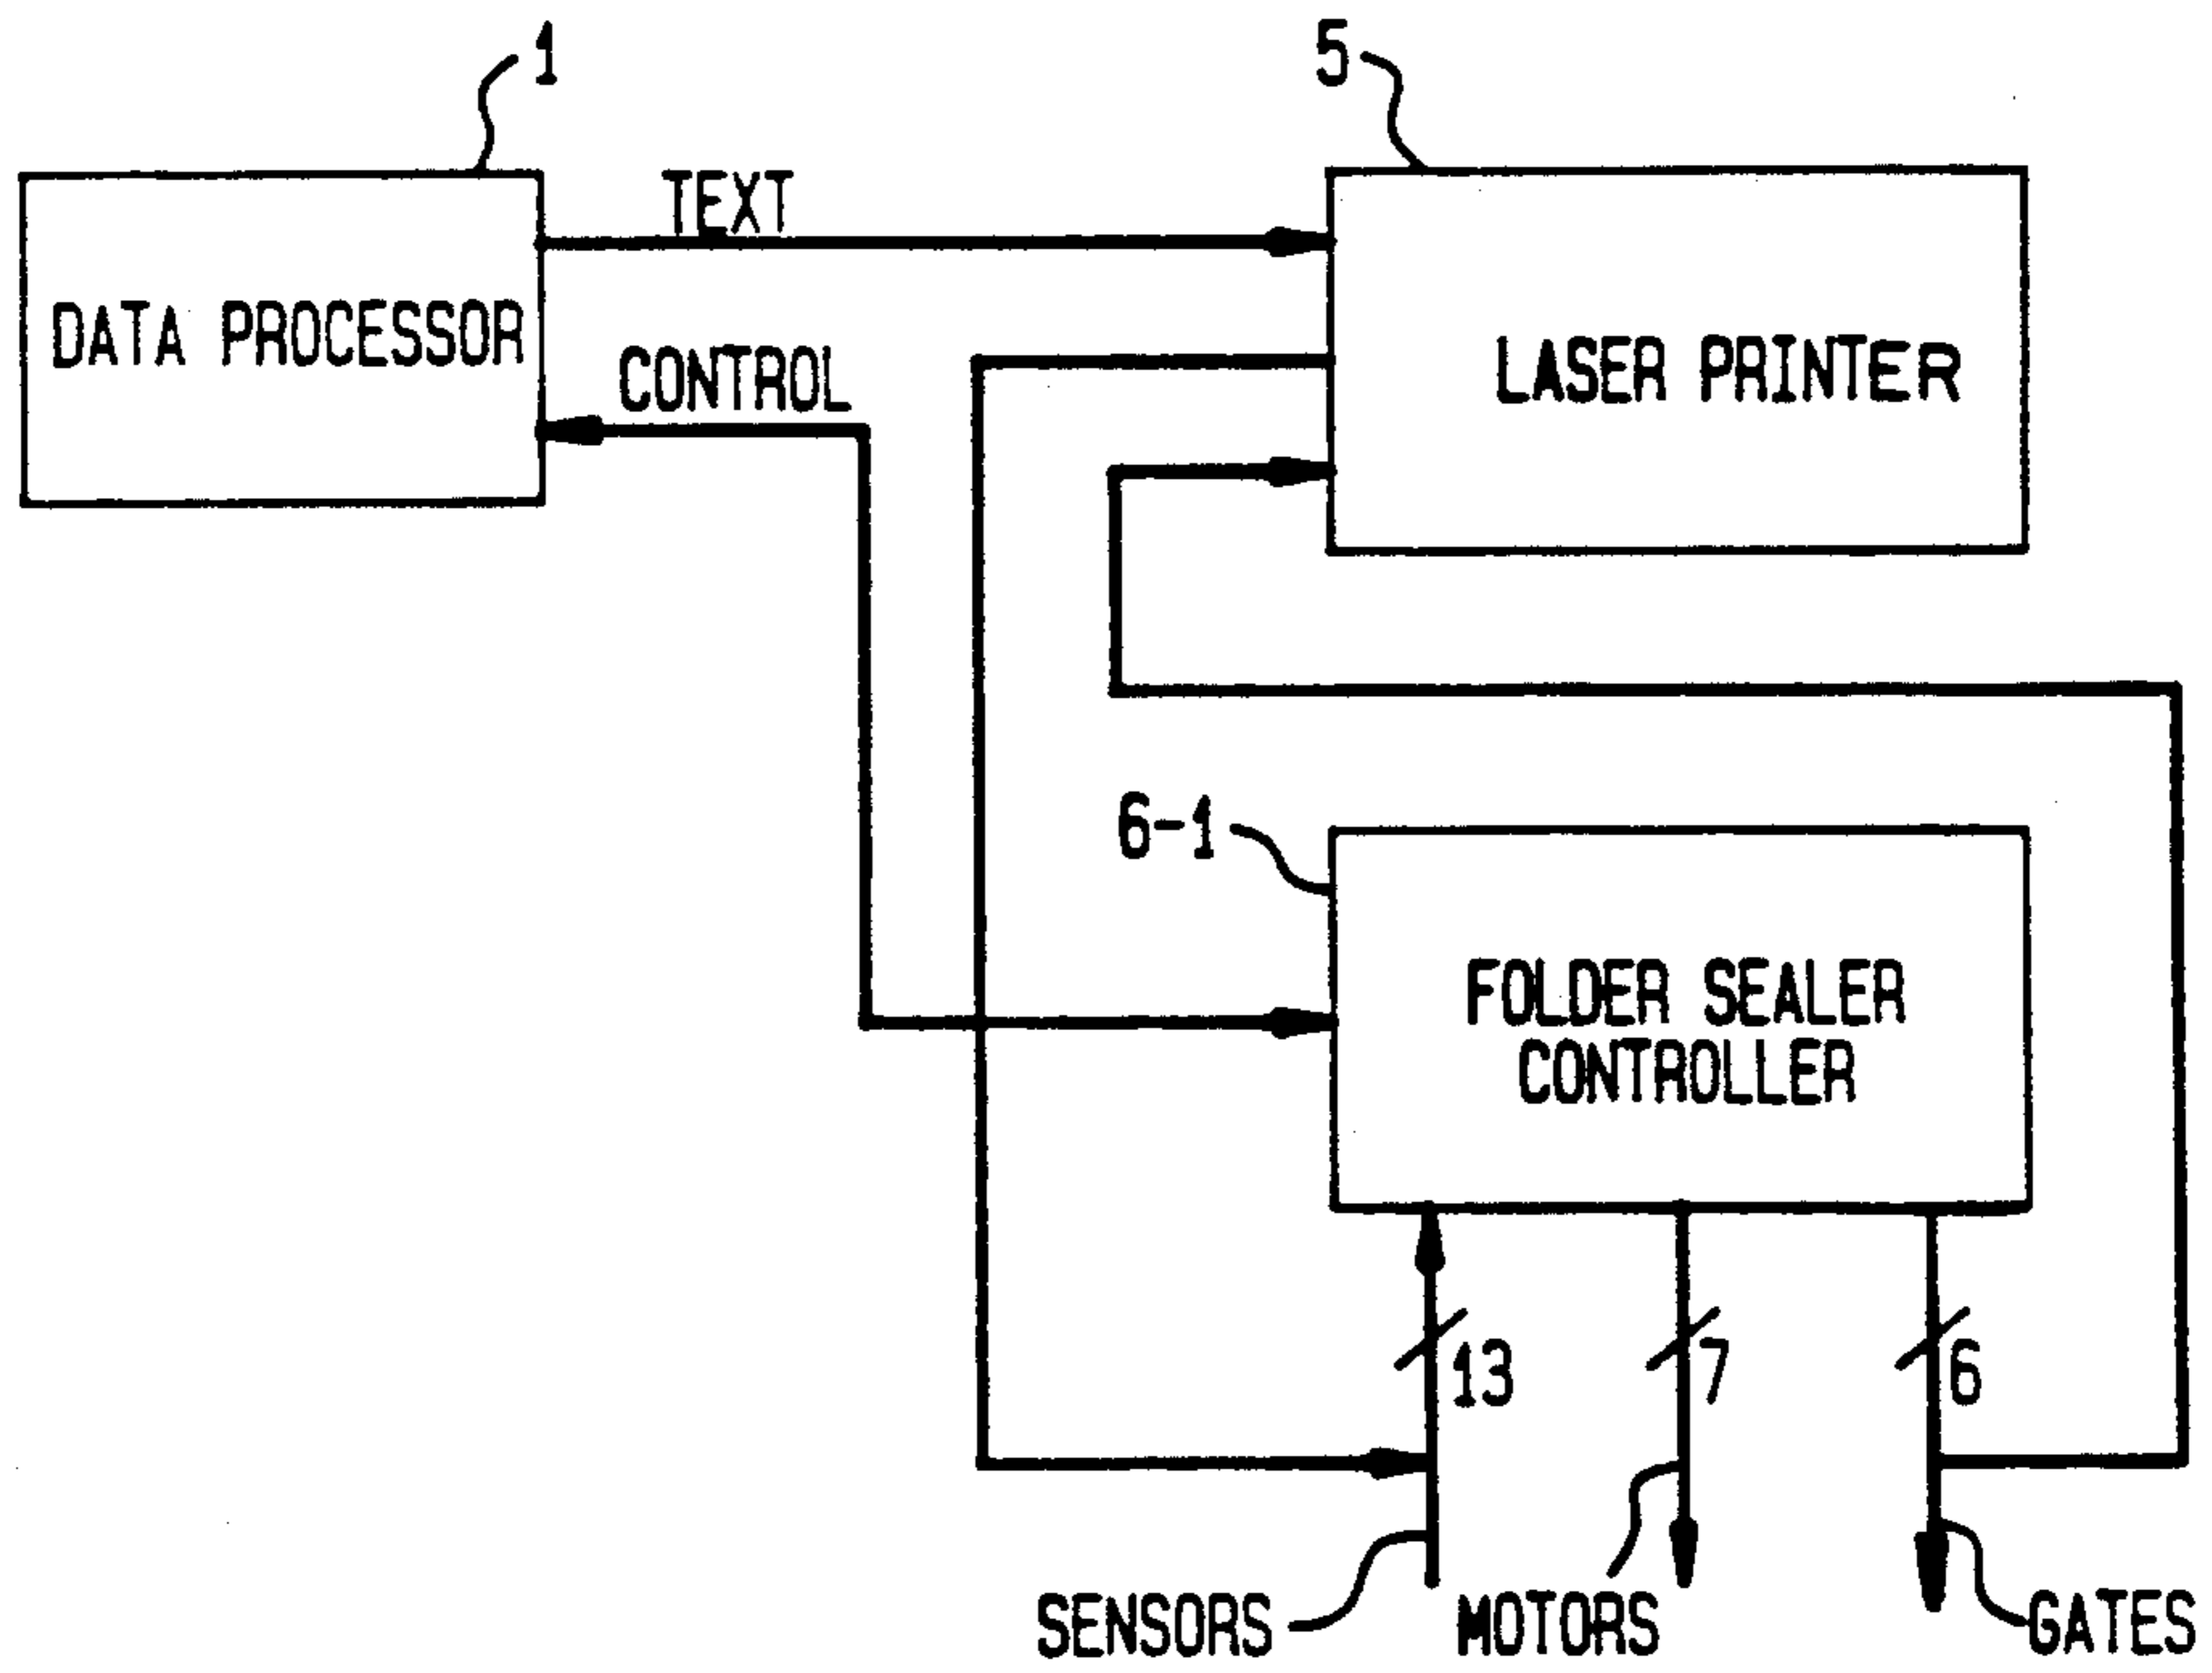 1
5
TEXT
DATA PROCESSOR
CONTROL
LASER PRINTER
6-1
FOLDER SEALER
CONTROLLER
13
7
6
SENSORS
MOTORS
GATES